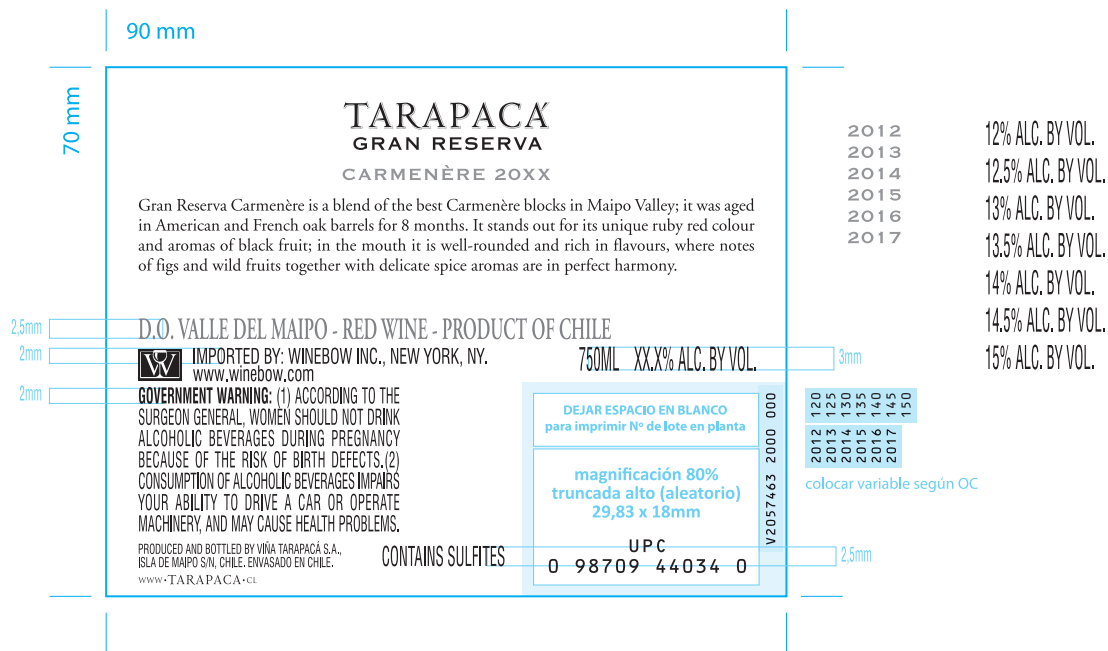 90 mm
70 mm
TARAPACÁ
GRAN RESERVA
CARMENÈRE 20XX
Gran Reserva Carmenère is a blend of the best Carmenère blocks in Maipo Valley; it was aged
in American and French oak barrels for 8 months. It stands out for its unique ruby red colour
and aromas of black fruit; in the mouth it is well-rounded and rich in flavours, where notes
of figs and wild fruits together with delicate spice aromas are in perfect harmony.
2,5mm
D.O. VALLE DEL MAIPO - RED WINE - PRODUCT OF CHILE
2mm
W
IMPORTED BY: WINEBOW INC., NEW YORK, NY.
www.winebow.com
750ML XX.X% ALC. BY VOL.
3mm
2mm
GOVERNMENT WARNING: (1) ACCORDING TO THE
SURGEON GENERAL, WOMEN SHOULD NOT DRINK
ALCOHOLIC BEVERAGES DURING PREGNANCY
BECAUSE OF THE RISK OF BIRTH DEFECTS.(2)
CONSUMPTION OF ALCOHOLIC BEVERAGES IMPAIRS
YOUR ABILITY TO DRIVE A CAR OR OPERATE
MACHINERY, AND MAY CAUSE HEALTH PROBLEMS.
PRODUCED AND BOTTLED BY VIÑA TARAPACÁ S.A.,
ISLA DE MAIPO S/N, CHILE. ENVASADO EN CHILE.
WWW•TARAPACA•CL
CONTAINS SULFITES
DEJAR ESPACIO EN BLANCO
para imprimir Nº de lote en planta
magnificación 80%
truncada alto (aleatorio)
29,83 x 18mm
UPC
0 98709 44034 0
V2057463 2000 000
2,5mm
2012
2013
2014
2015
2016
2017
12% ALC. BY VOL.
12.5% ALC. BY VOL.
13% ALC. BY VOL.
13.5% ALC. BY VOL.
14% ALC. BY VOL.
14.5% ALC. BY VOL.
15% ALC. BY VOL.
2012 120
2013 125
2014 130
2015 135
2016 140
2017 145
150
colocar variable según OC